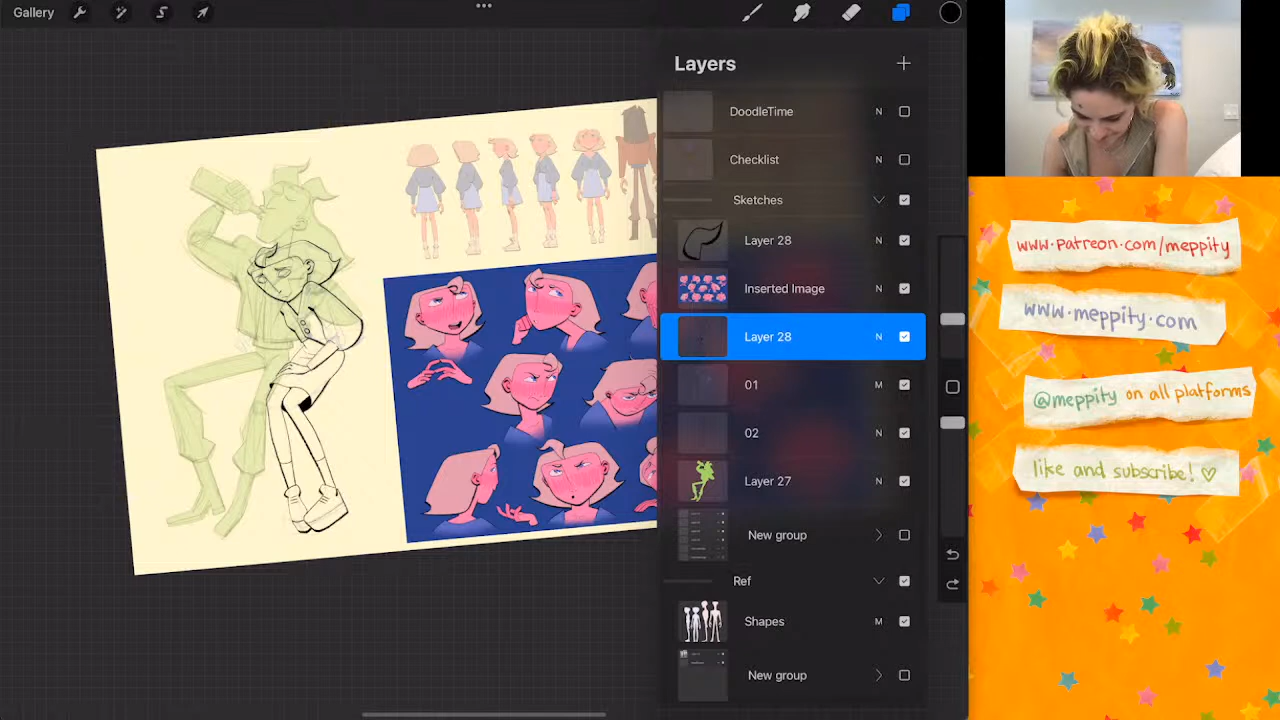 Gallery
Layers
DoodleTime N
Checklist N
Sketches
Layer 28 N
Inserted Image N
Layer 28 N
01 M
02 N
Layer 27 N
New group
Ref
Shapes M
New group
www.patreon.com/meppity
www.meppity.com
@meppity on all platforms
like and subscribe! ♡